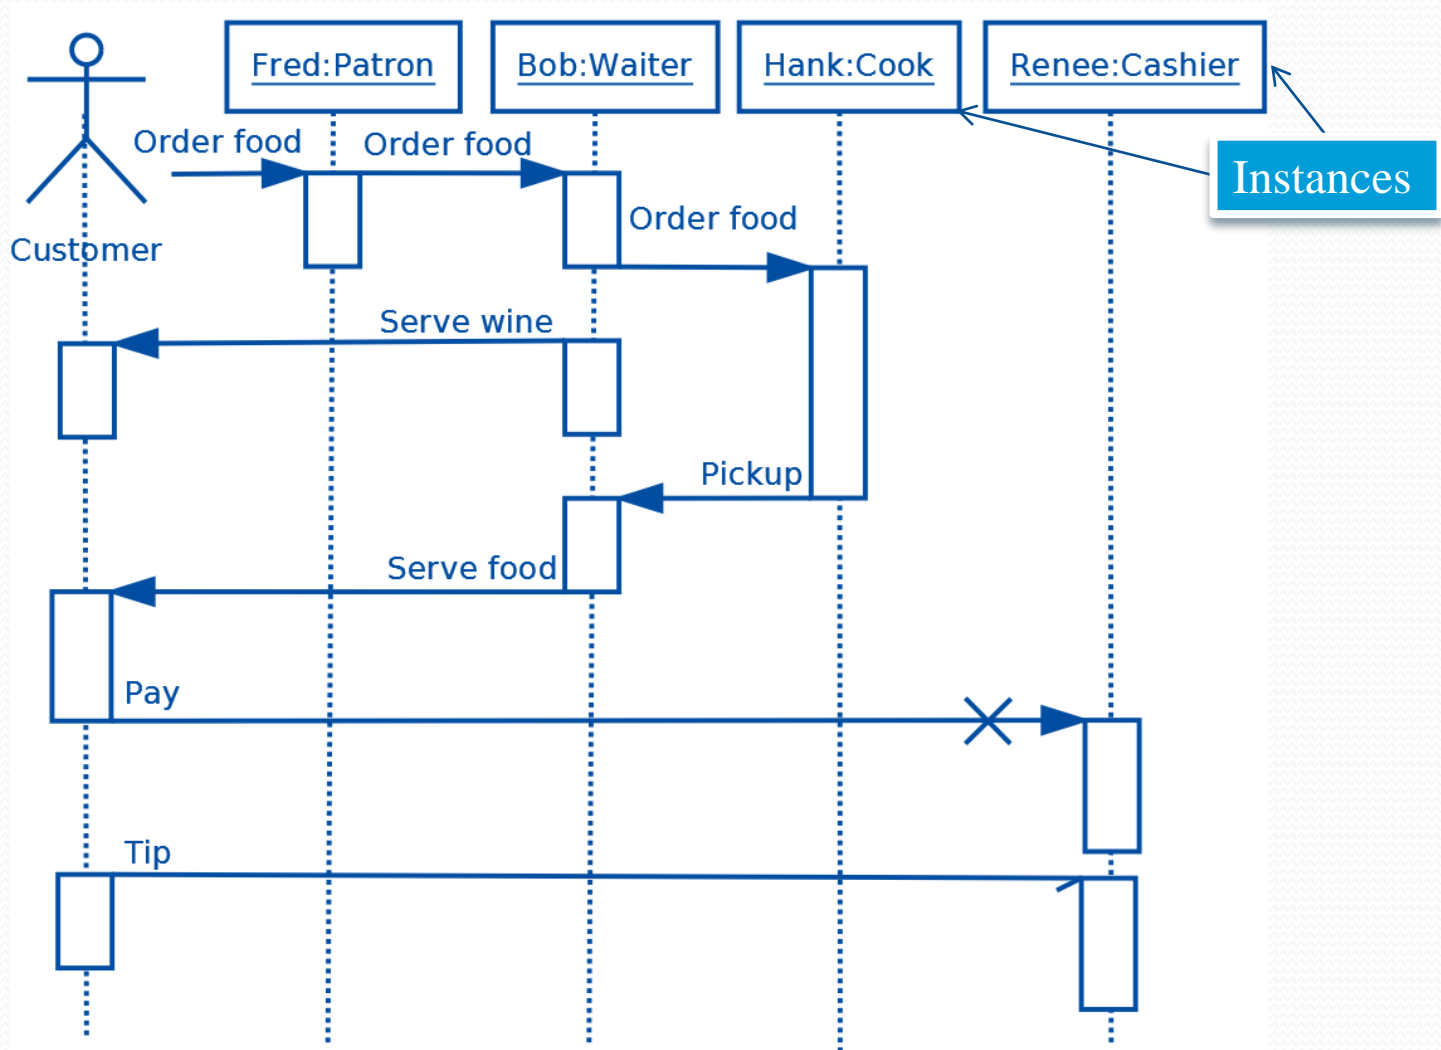 Fred:Patron
Bob:Waiter
Hank:Cook
Renee:Cashier
Order food
Order food
Instances
Order food
Customer
Serve wine
Pickup
Serve food
Pay
Tip